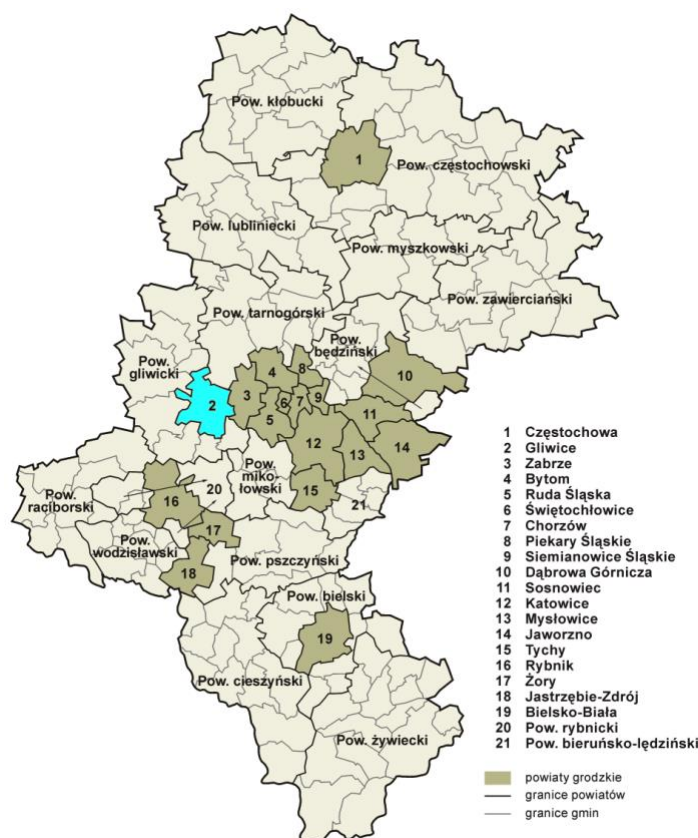 Pow. kłobucki
1
Pow. częstochowski
Pow. lubliniecki
Pow. myszkowski
Pow. zawierciański
Pow. tarnogórski
Pow.
będziński
Pow.
gliwicki
2
3
4
5
6
7
8
9
10
11
12
13
14
15
Pow.
miko-
łowski
Pow.
raciborski
16
20
21
Pow.
wodzisławski
17
18
Pow. pszczyński
Pow. bielski
19
Pow. cieszyński
Pow. żywiecki
1 Częstochowa
2 Gliwice
3 Zabrze
4 Bytom
5 Ruda Śląska
6 Świętochłowice
7 Chorzów
8 Piekary Śląskie
9 Siemianowice Śląskie
10 Dąbrowa Górnicza
11 Sosnowiec
12 Katowice
13 Mysłowice
14 Jaworzno
15 Tychy
16 Rybnik
17 Żory
18 Jastrzębie-Zdrój
19 Bielsko-Biała
20 Pow. rybnicki
21 Pow. bieruńsko-lędziński
powiaty grodzkie
granice powiatów
granice gmin